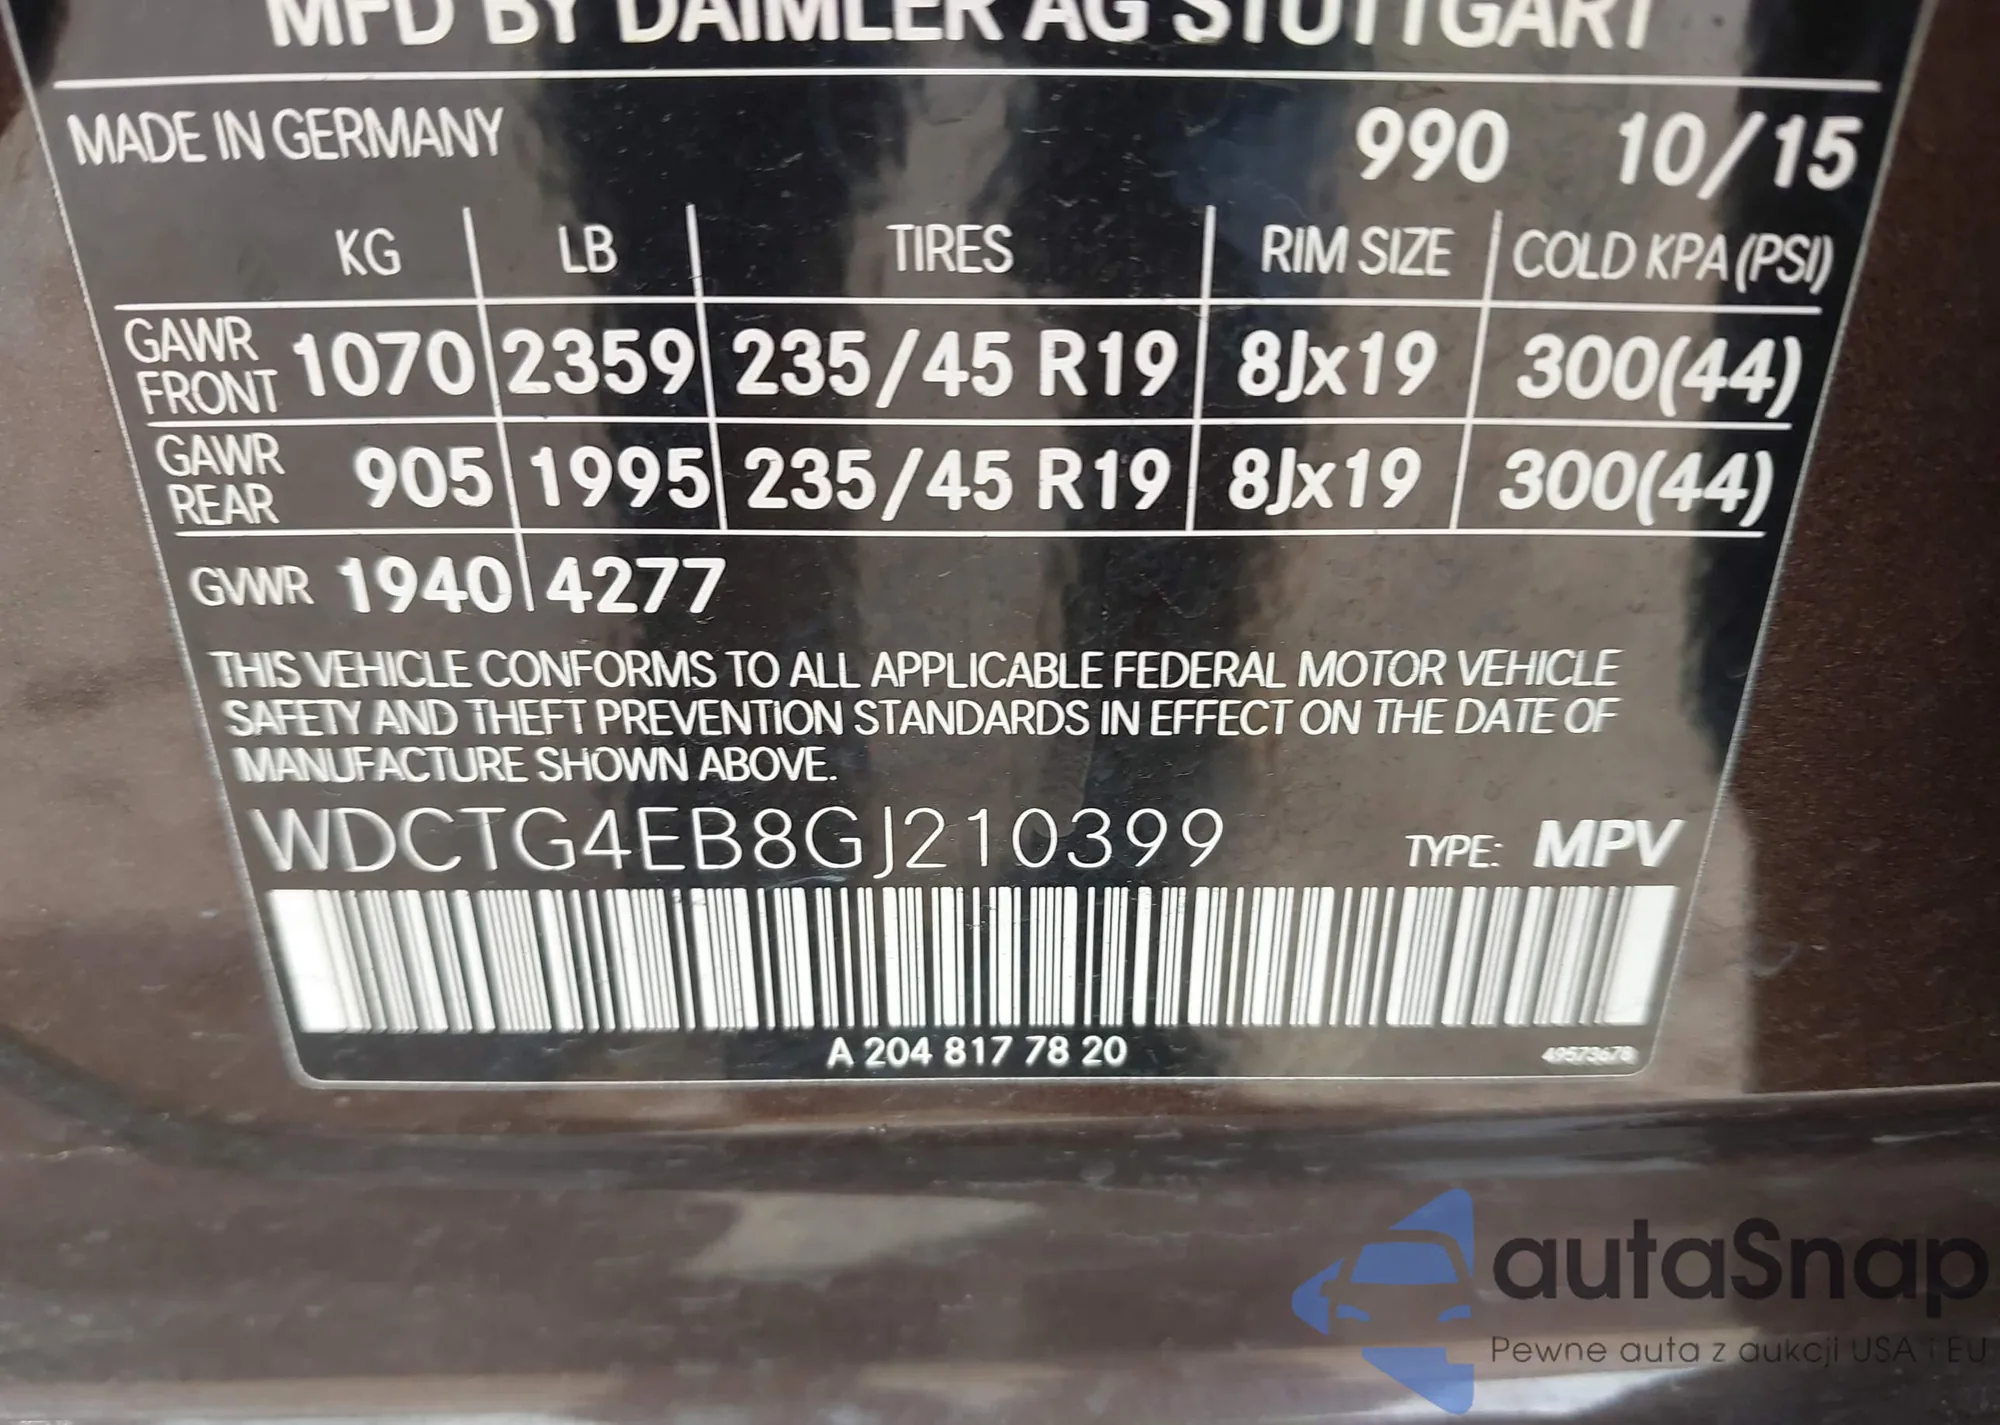 MFD BY DAIMLER AG STUTTGART
MADE IN GERMANY 990 10/15
KG LB TIRES RIM SIZE COLD KPA (PSI)
GAWR FRONT 1070 2359 235/45 R19 8Jx19 300(44)
GAWR REAR 905 1995 235/45 R19 8Jx19 300(44)
GVWR 1940 4277
THIS VEHICLE CONFORMS TO ALL APPLICABLE FEDERAL MOTOR VEHICLE
SAFETY AND THEFT PREVENTION STANDARDS IN EFFECT ON THE DATE OF
MANUFACTURE SHOWN ABOVE.
WDCTG4EB8GJ210399 TYPE: MPV
A 204 817 78 20 49573678
autaSnap
Pewne auta z aukcji USA i EU